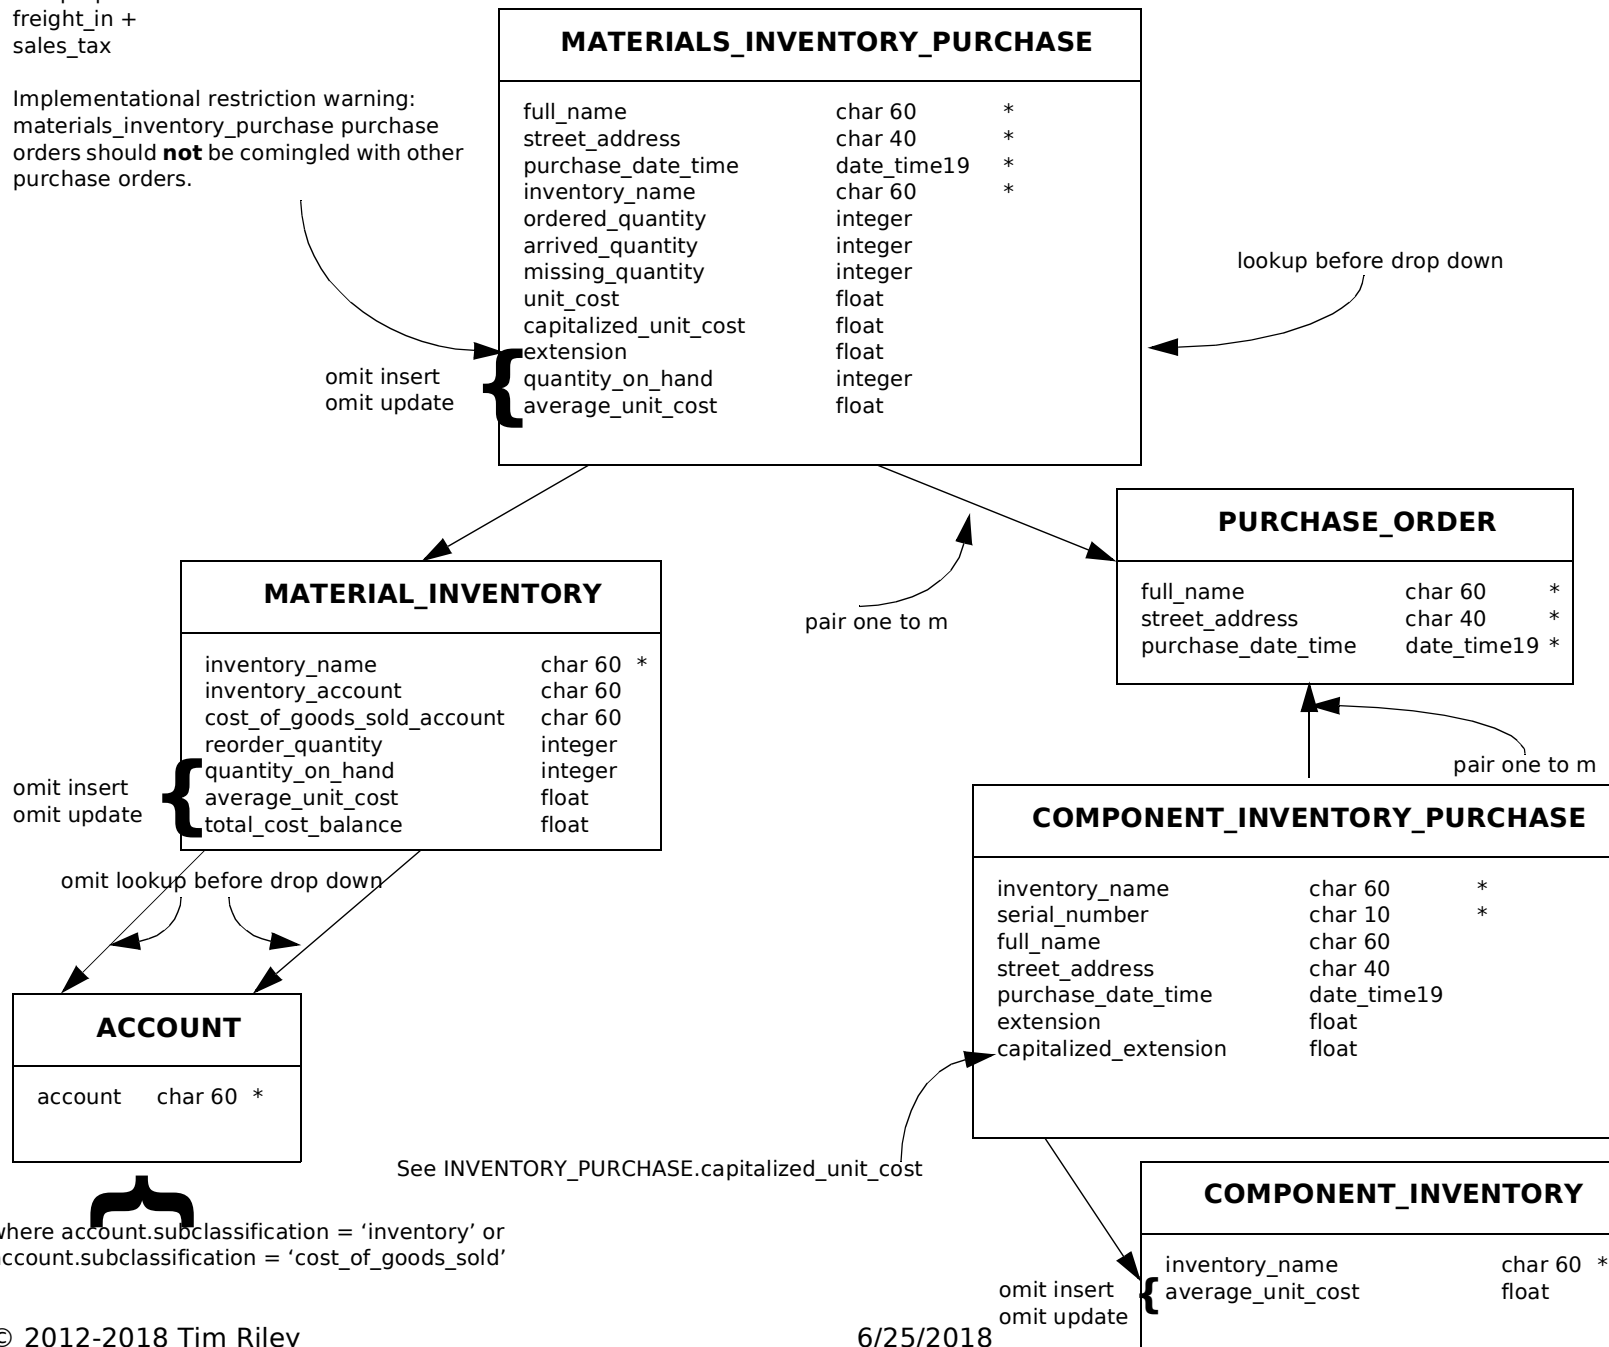 freight_in +
sales_tax
Implementational restriction warning:
materials_inventory_purchase purchase
orders should not be comingled with other
purchase orders.
MATERIALS_INVENTORY_PURCHASE
full_name char 60 *
street_address char 40 *
purchase_date_time date_time19 *
inventory_name char 60 *
ordered_quantity integer
arrived_quantity integer
missing_quantity integer
unit_cost float
capitalized_unit_cost float
extension float
quantity_on_hand integer
average_unit_cost float
omit insert
omit update
lookup before drop down
pair one to m
PURCHASE_ORDER
full_name char 60 *
street_address char 40 *
purchase_date_time date_time19 *
pair one to m
MATERIAL_INVENTORY
inventory_name char 60 *
inventory_account char 60
cost_of_goods_sold_account char 60
reorder_quantity integer
quantity_on_hand integer
average_unit_cost float
total_cost_balance float
omit insert
omit update
omit lookup before drop down
ACCOUNT
account char 60 *
where account.subclassification = ‘inventory’ or
account.subclassification = ‘cost_of_goods_sold’
COMPONENT_INVENTORY_PURCHASE
inventory_name char 60 *
serial_number char 10 *
full_name char 60
street_address char 40
purchase_date_time date_time19
extension float
capitalized_extension float
See INVENTORY_PURCHASE.capitalized_unit_cost
COMPONENT_INVENTORY
inventory_name char 60 *
average_unit_cost float
omit insert
omit update
© 2012-2018 Tim Riley
6/25/2018